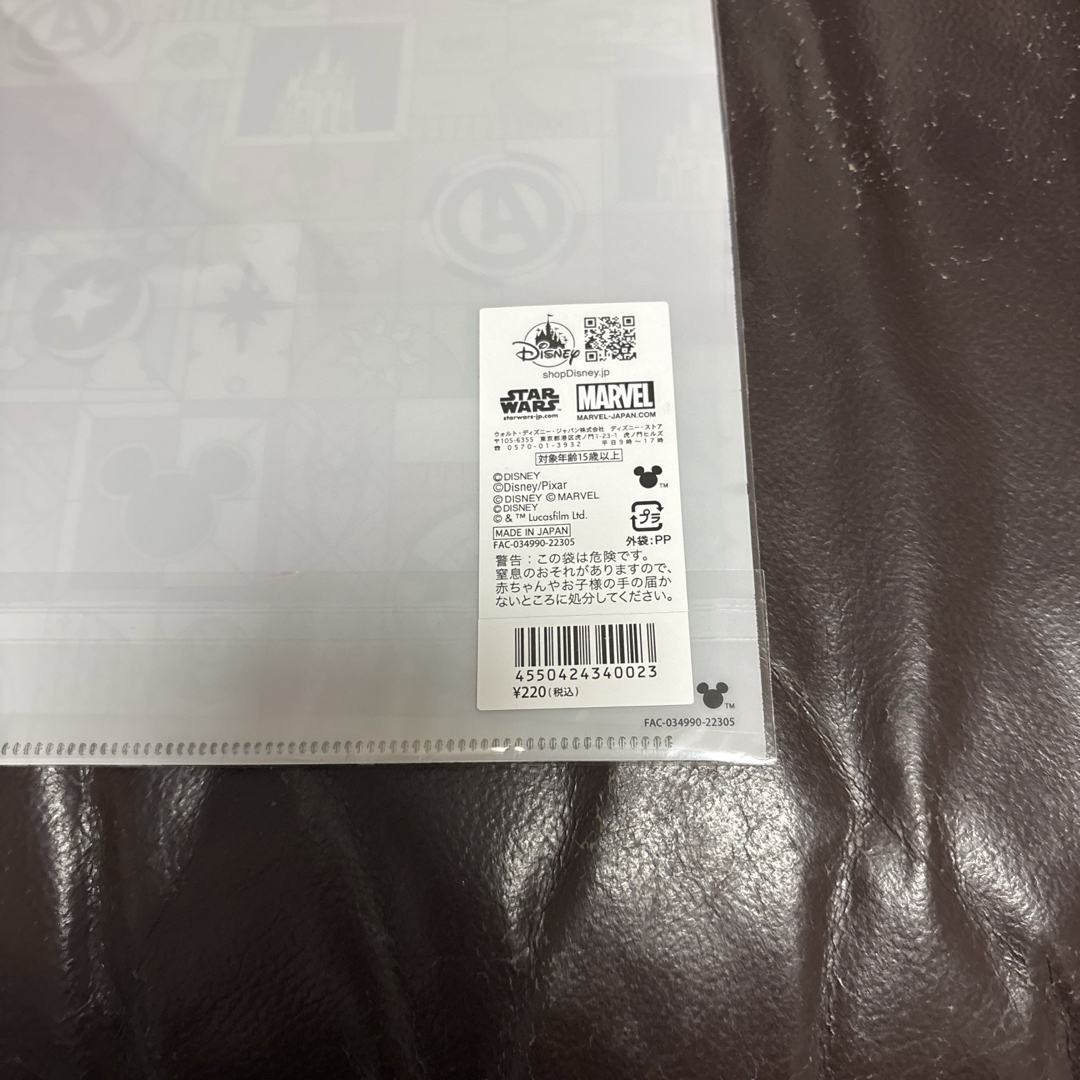 DISNEY
shopDisney.jp
STAR WARS™
starwars-jp.com
MARVEL
MARVEL-JAPAN.COM
ウォルト・ディズニー・ジャパン株式会社 ディズニー・ストア
〒105-6355 東京都港区虎ノ門1-23-1 虎ノ門ヒルズ
☎ 0570-01-3932 平日9時～17時
対象年齢15歳以上
©DISNEY
©Disney/Pixar
©DISNEY ©MARVEL
©DISNEY
© & ™ Lucasfilm Ltd.
TM
プラ
外袋:PP
MADE IN JAPAN
FAC-034990-22305
警告：この袋は危険です。
窒息のおそれがありますので、
赤ちゃんやお子様の手の届か
ないところに処分してください。
4550424340023
¥220(税込)
TM
FAC-034990-22305